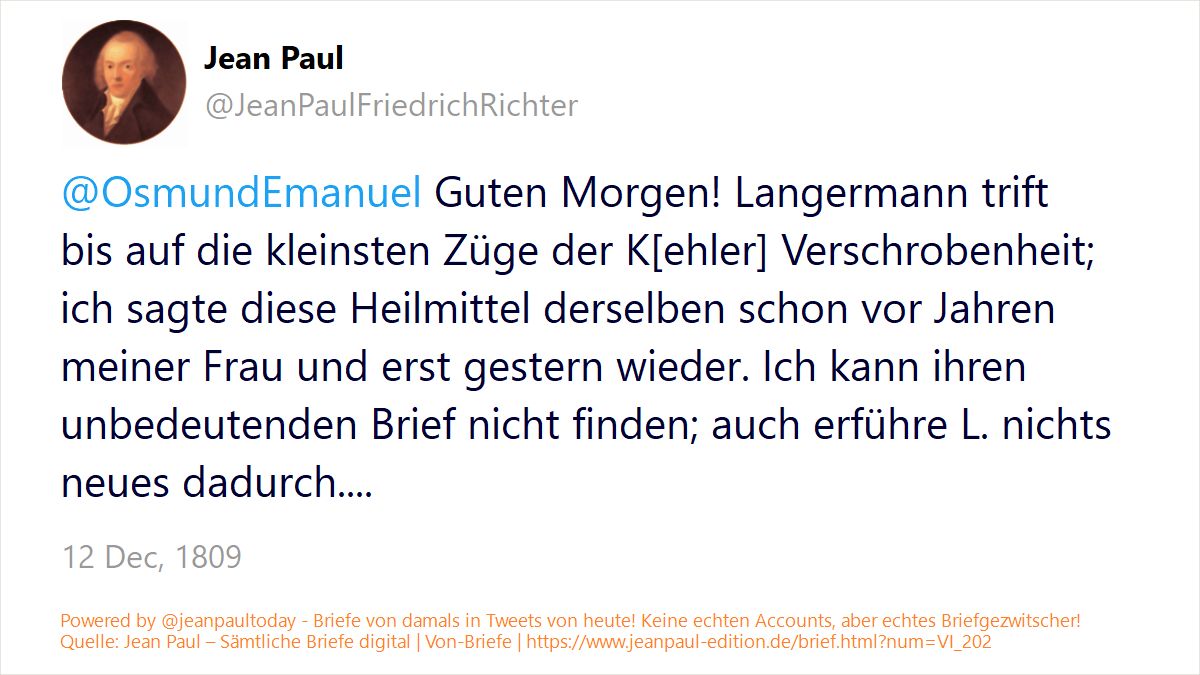 Jean Paul
@JeanPaulFriedrichRichter
@OsmundEmanuel Guten Morgen! Langermann trift
bis auf die kleinsten Züge der K[ehler] Verschrobenheit;
ich sagte diese Heilmittel derselben schon vor Jahren
meiner Frau und erst gestern wieder. Ich kann ihren
unbedeutenden Brief nicht finden; auch erführe L. nichts
neues dadurch....
12 Dec, 1809
Powered by @jeanpaultoday - Briefe von damals in Tweets von heute! Keine echten Accounts, aber echtes Briefgezwitscher!
Quelle: Jean Paul – Sämtliche Briefe digital | Von-Briefe | https://www.jeanpaul-edition.de/brief.html?num=VI_202